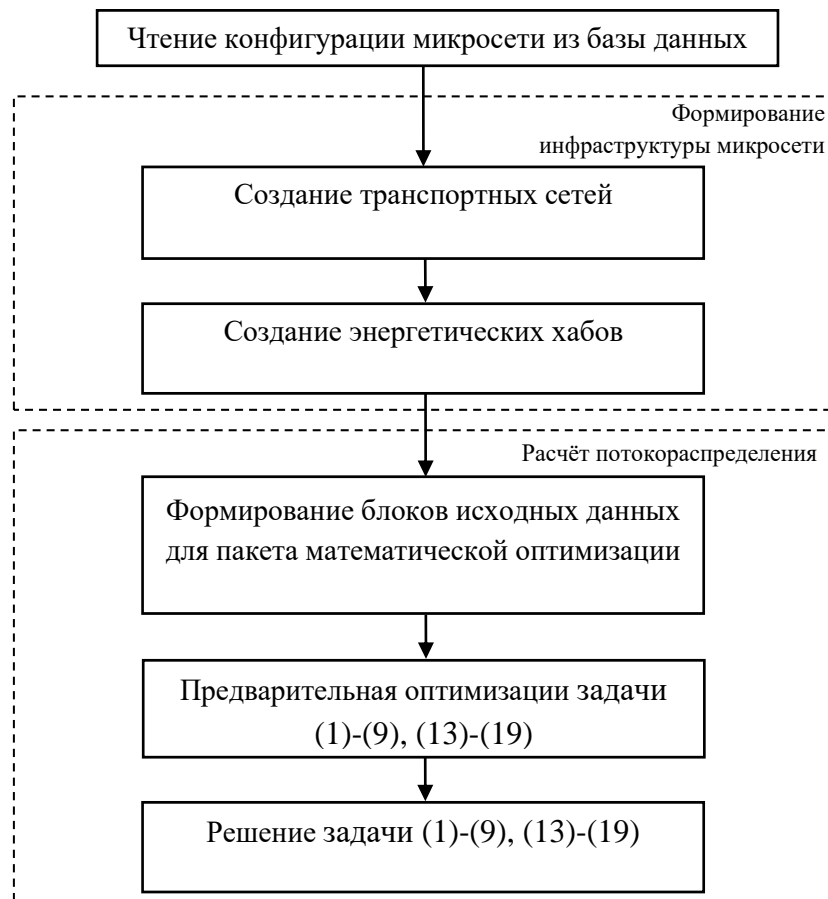 Чтение конфигурации микросети из базы данных
Формирование
инфраструктуры микросети
Создание транспортных сетей
Создание энергетических хабов
Расчёт потокораспределения
Формирование блоков исходных данных
для пакета математической оптимизации
Предварительная оптимизации задачи
(1)-(9), (13)-(19)
Решение задачи (1)-(9), (13)-(19)